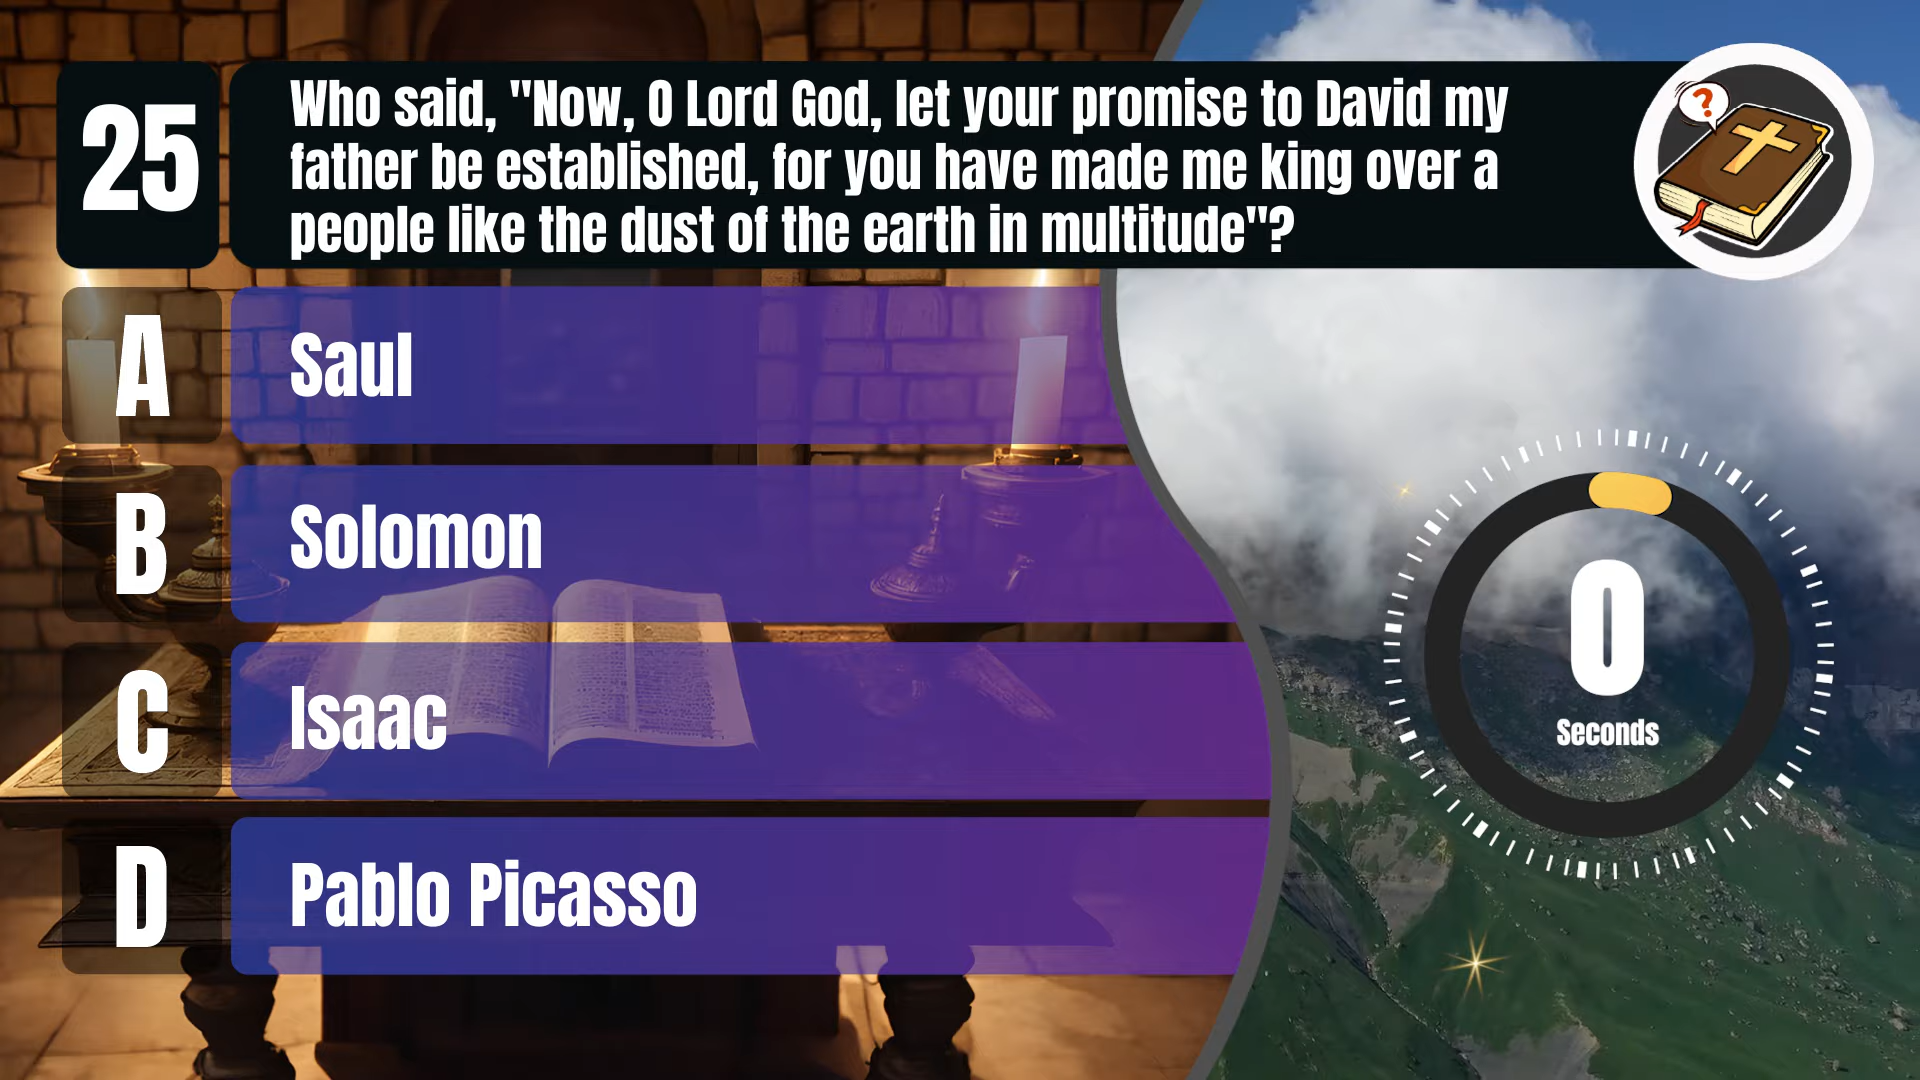 25
Who said, "Now, O Lord God, let your promise to David my
father be established, for you have made me king over a
people like the dust of the earth in multitude"?
?
A
Saul
B
Solomon
C
Isaac
D
Pablo Picasso
0
Seconds